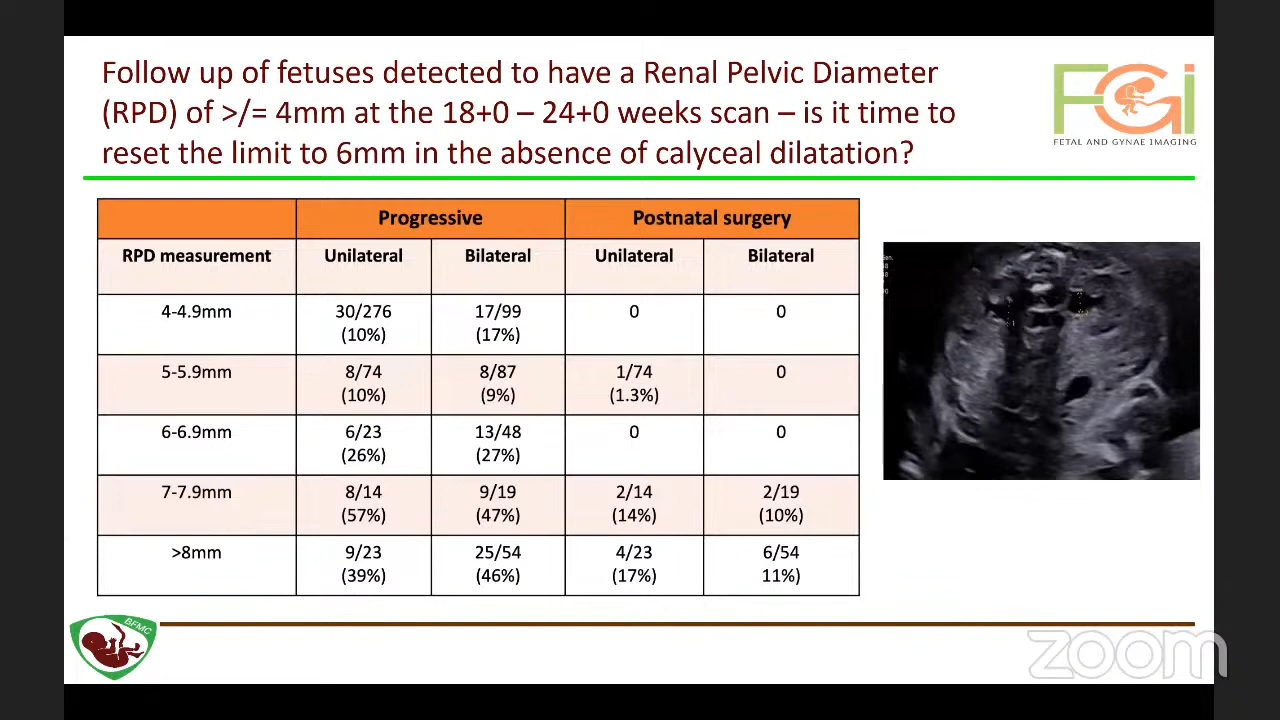 Follow up of fetuses detected to have a Renal Pelvic Diameter
(RPD) of >/= 4mm at the 18+0 – 24+0 weeks scan – is it time to
reset the limit to 6mm in the absence of calyceal dilatation?
FGi
FETAL AND GYNAE IMAGING
Progressive Postnatal surgery
RPD measurement Unilateral Bilateral Unilateral Bilateral
4-4.9mm 30/276 17/99 0 0
(10%) (17%)
5-5.9mm 8/74 8/87 1/74 0
(10%) (9%) (1.3%)
6-6.9mm 6/23 13/48 0 0
(26%) (27%)
7-7.9mm 8/14 9/19 2/14 2/19
(57%) (47%) (14%) (10%)
>8mm 9/23 25/54 4/23 6/54
(39%) (46%) (17%) 11%)
BFMC
zoom